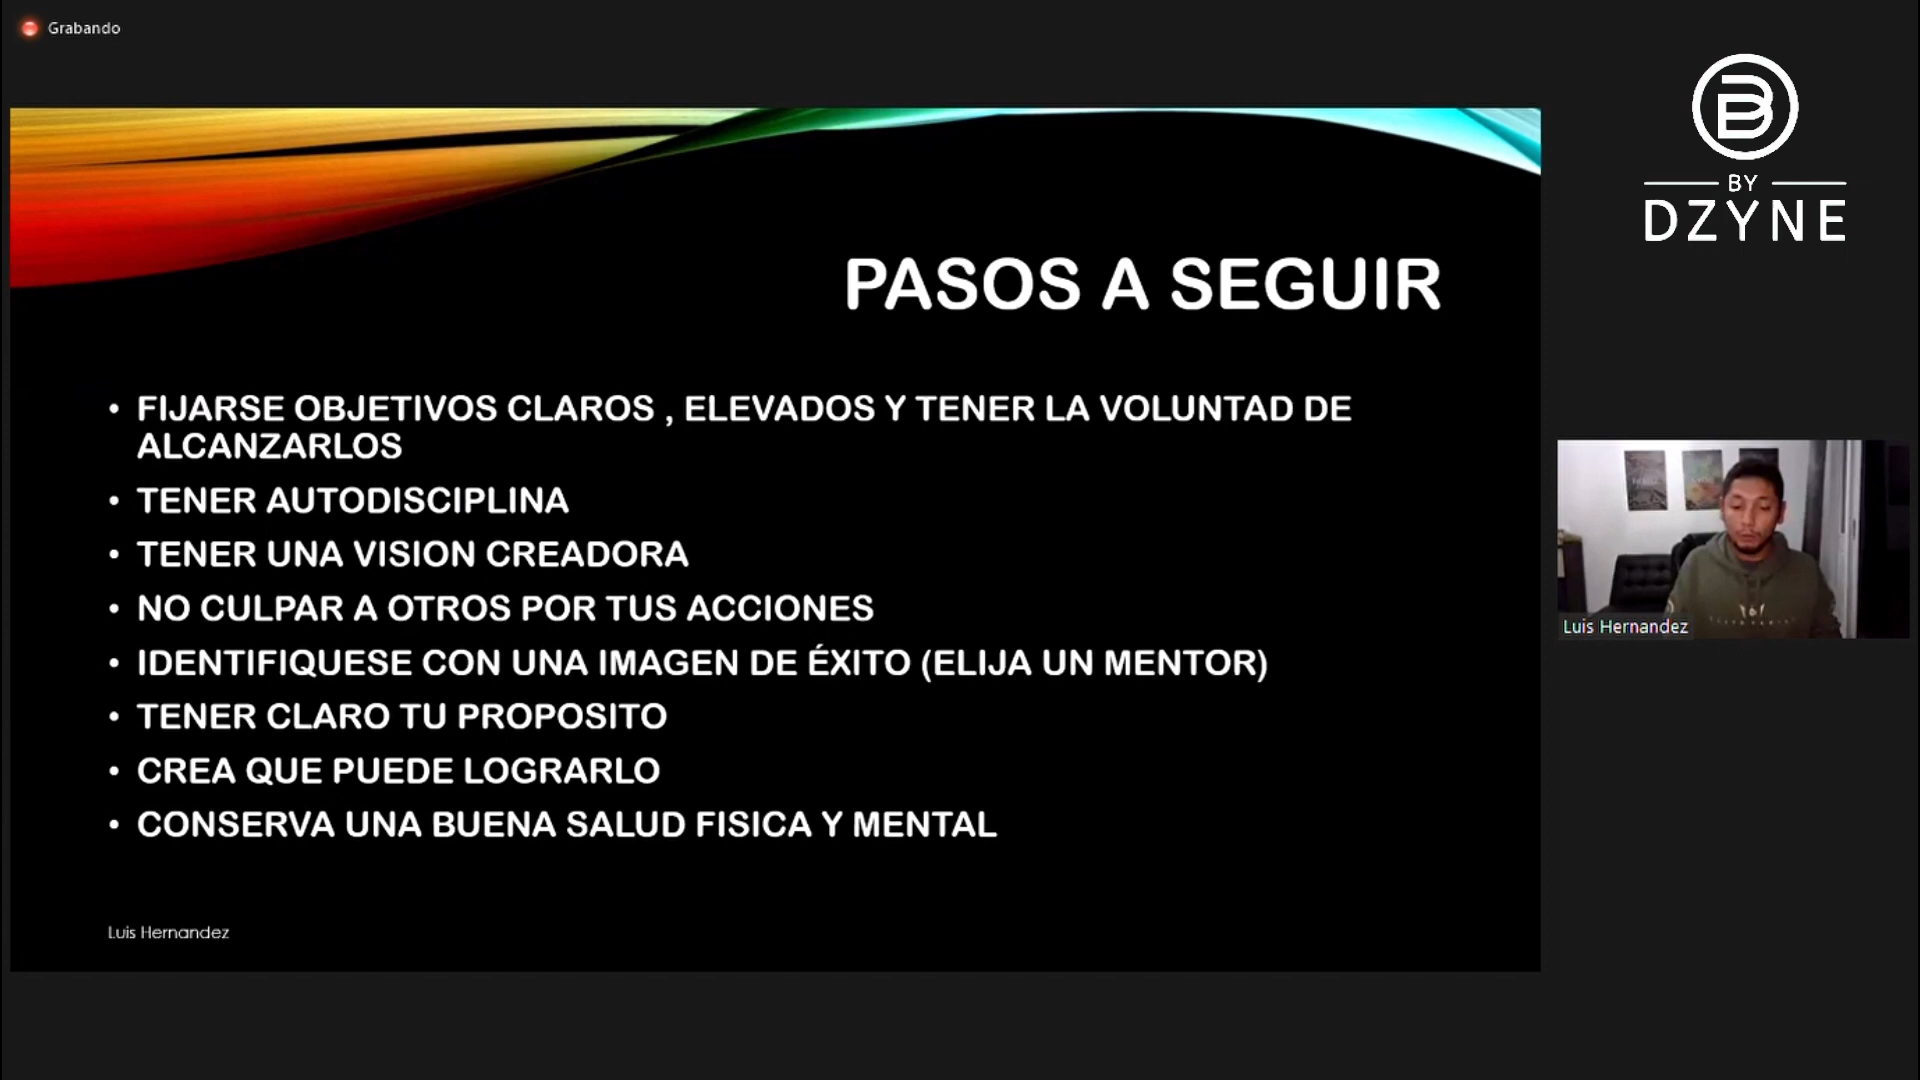 Grabando
BY
DZYNE
PASOS A SEGUIR
• FIJARSE OBJETIVOS CLAROS , ELEVADOS Y TENER LA VOLUNTAD DE
ALCANZARLOS
• TENER AUTODISCIPLINA
• TENER UNA VISION CREADORA
• NO CULPAR A OTROS POR TUS ACCIONES
• IDENTIFIQUESE CON UNA IMAGEN DE ÉXITO (ELIJA UN MENTOR)
• TENER CLARO TU PROPOSITO
• CREA QUE PUEDE LOGRARLO
• CONSERVA UNA BUENA SALUD FISICA Y MENTAL
Luis Hernandez
Luis Hernandez